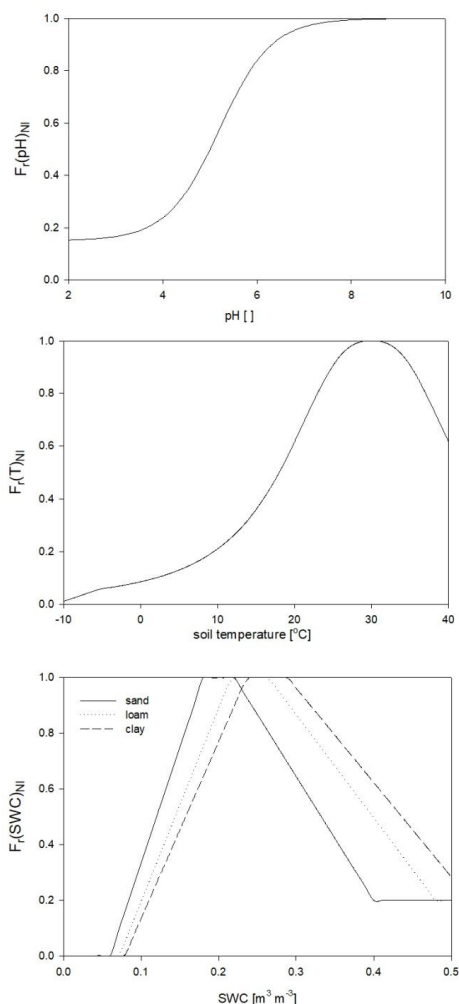 1.0
0.8
0.6
0.4
0.2
0.0
Fr(pH)NI
2 4 6 8 10
pH [ ]
1.0
0.8
0.6
0.4
0.2
0.0
Fr(T)NI
-10 0 10 20 30 40
soil temperature [°C]
1.0
0.8
0.6
0.4
0.2
0.0
Fr(SWC)NI
sand
loam
clay
0.0 0.1 0.2 0.3 0.4 0.5
SWC [m³ m⁻³]